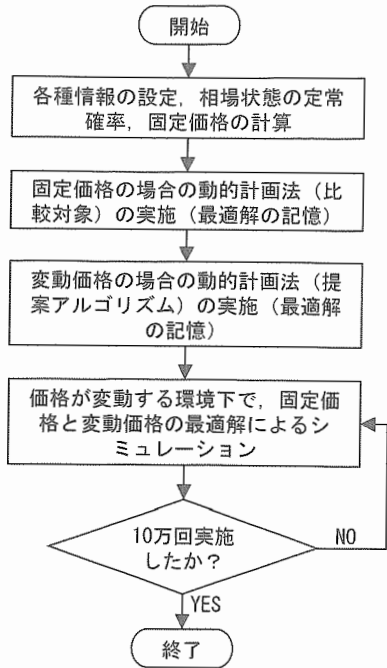 開始
各種情報の設定，相場状態の定常
確率，固定価格の計算
固定価格の場合の動的計画法（比
較対象）の実施（最適解の記憶）
変動価格の場合の動的計画法（提
案アルゴリズム）の実施（最適解
の記憶）
価格が変動する環境下で，固定価
格と変動価格の最適解によるシ
ミュレーション
10万回実施
したか？
NO
YES
終了